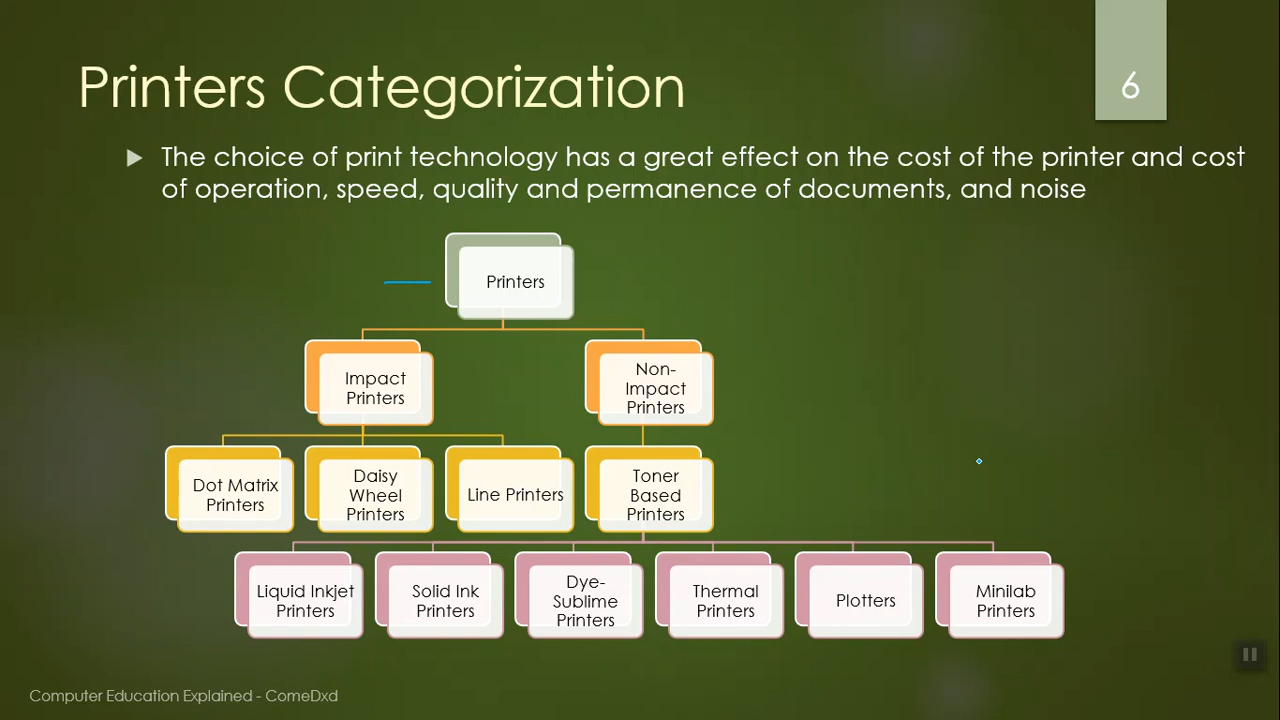 Printers Categorization
6
The choice of print technology has a great effect on the cost of the printer and cost
of operation, speed, quality and permanence of documents, and noise
Printers
Impact
Printers
Non-
Impact
Printers
Dot Matrix
Printers
Daisy
Wheel
Printers
Line Printers
Toner
Based
Printers
Liquid Inkjet
Printers
Solid Ink
Printers
Dye-
Sublime
Printers
Thermal
Printers
Plotters
Minilab
Printers
Computer Education Explained - ComeDxd